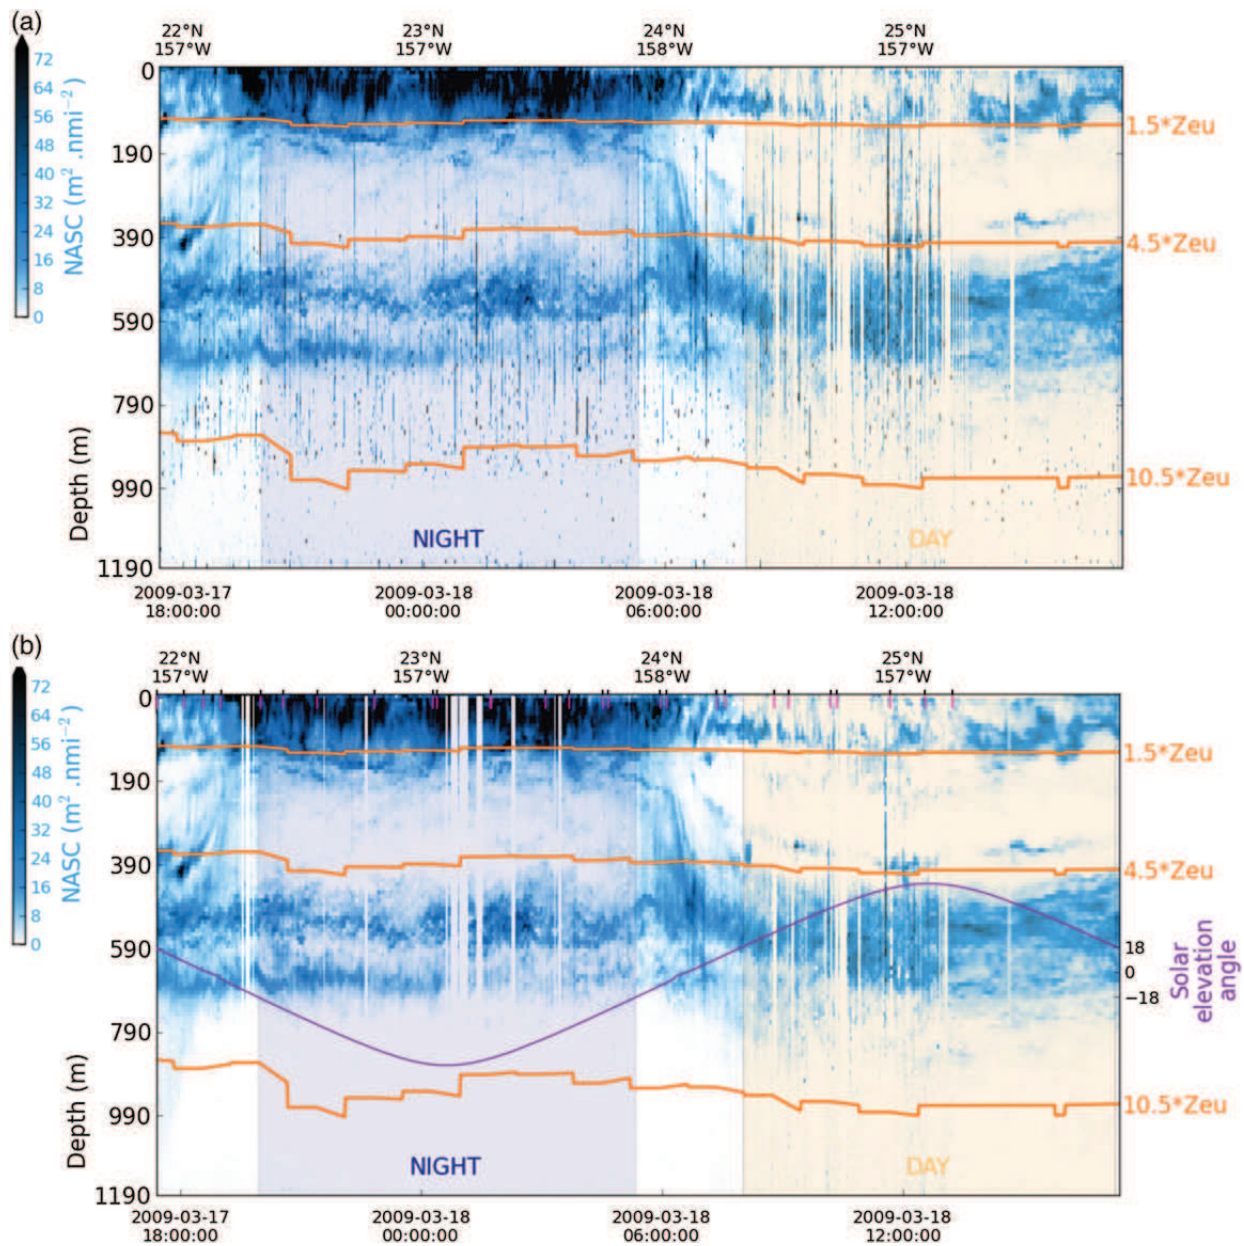 (a)
22°N
157°W
23°N
157°W
24°N
158°W
25°N
157°W
72
64
56
48
40
32
24
16
8
0
NASC (m² .nmi⁻²)
0
190
390
590
790
990
1190
Depth (m)
1.5*Zeu
4.5*Zeu
10.5*Zeu
NIGHT
DAY
2009-03-17
18:00:00
2009-03-18
00:00:00
2009-03-18
06:00:00
2009-03-18
12:00:00
(b)
22°N
157°W
23°N
157°W
24°N
158°W
25°N
157°W
72
64
56
48
40
32
24
16
8
0
NASC (m² .nmi⁻²)
0
190
390
590
790
990
1190
Depth (m)
1.5*Zeu
4.5*Zeu
18
0
−18
Solar
elevation
angle
10.5*Zeu
NIGHT
DAY
2009-03-17
18:00:00
2009-03-18
00:00:00
2009-03-18
06:00:00
2009-03-18
12:00:00